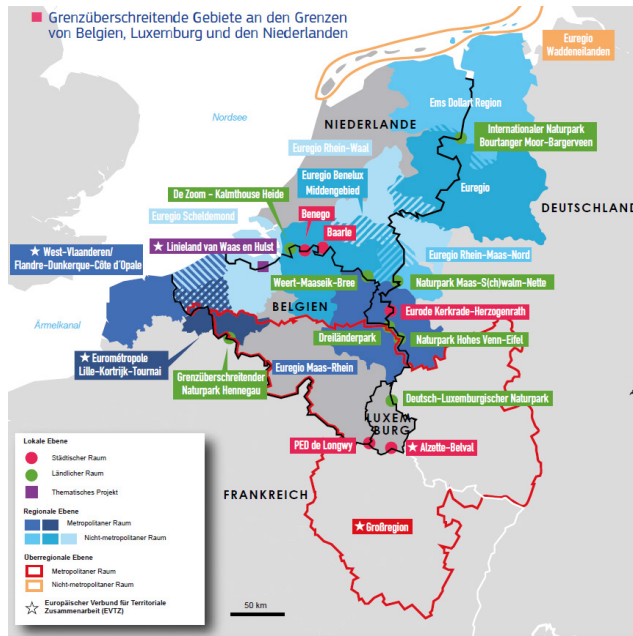 Grenzüberschreitende Gebiete an den Grenzen
von Belgien, Luxemburg und den Niederlanden
Euregio
Waddeneilanden
Nordsee
Ems Dollart Region
NIEDERLANDE
Internationaler Naturpark
Bourtanger Moor-Bargerveen
Euregio Rhein-Waal
Euregio Benelux
Middengebied
Euregio
De Zoom – Kalmthouse Heide
Benego
DEUTSCHLAND
Euregio Scheldemond
Baarle
Linieland van Waas en Hulst
West-Vlaanderen/
Flandre-Dunkerque-Côte d'Opale
Euregio Rhein-Maas-Nord
Weert-Maaseik-Bree
Naturpark Maas-S(ch)walm-Nette
BELGIEN
Eurode Kerkrade-Herzogenrath
Ärmelkanal
Dreiländerpark
Naturpark Hohes Venn-Eifel
Eurométropole
Lille-Kortrijk-Tournai
Euregio Maas-Rhein
Grenzüberschreitender
Naturpark Hennegau
Deutsch-Luxemburgischer Naturpark
LUXEM
BURG
PED de Longwy
Alzette-Belval
FRANKREICH
Großregion
Lokale Ebene
Städtischer Raum
Ländlicher Raum
Thematisches Projekt
Regionale Ebene
Metropolitaner Raum
Nicht-metropolitaner Raum
Überregionale Ebene
Metropolitaner Raum
Nicht-metropolitaner Raum
Europäischer Verbund für Territoriale
Zusammenarbeit (EVTZ)
50 km